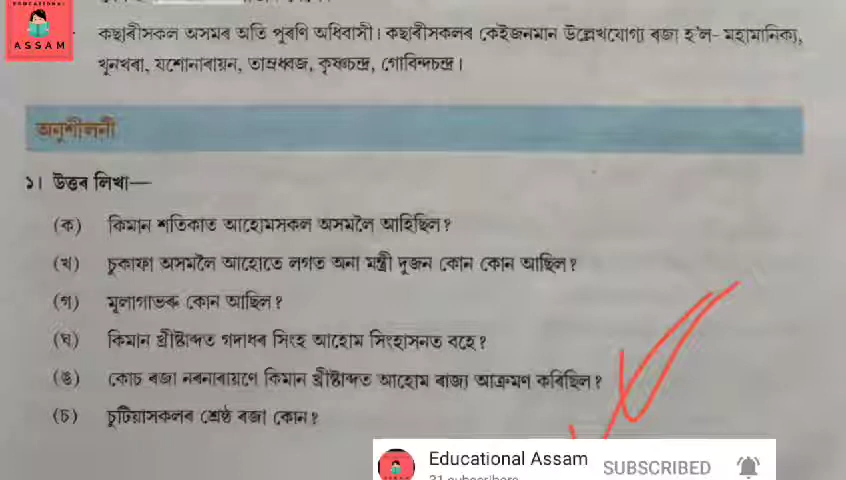 EDUCATIONAL
ASSAM
কছাৰীসকল অসমৰ অতি পুৰণি অধিবাসী। কছাৰীসকলৰ কেইজনমান উল্লেখযোগ্য ৰজা হ'ল- মহামানিক্য,
খুনখৰা, যশোনাৰায়ন, তাম্ৰধ্বজ, কৃষ্ণচন্দ্ৰ, গোবিন্দচন্দ্ৰ।
অনুশীলনী
১। উত্তৰ লিখা—
(ক) কিমান শতিকাত আহোমসকল অসমলৈ আহিছিল?
(খ) চুকাফা অসমলৈ আহোতে লগত অনা মন্ত্ৰী দুজন কোন কোন আছিল?
(গ) মূলাগাভৰু কোন আছিল?
(ঘ) কিমান খ্ৰীষ্টাব্দত গদাধৰ সিংহ আহোম সিংহাসনত বহে?
(ঙ) কোচ ৰজা নৰনাৰায়ণে কিমান খ্ৰীষ্টাব্দত আহোম ৰাজ্য আক্ৰমণ কৰিছিল?
(চ) চুটিয়াসকলৰ শ্ৰেষ্ঠ ৰজা কোন?
Educational Assam
SUBSCRIBED
31 subscribers